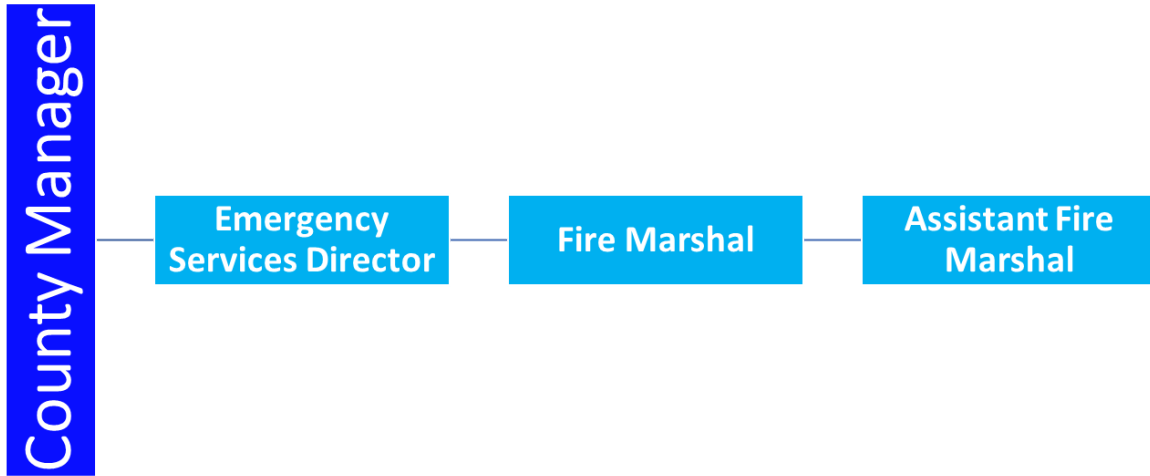 County Manager
Emergency
Services Director
Fire Marshal
Assistant Fire
Marshal